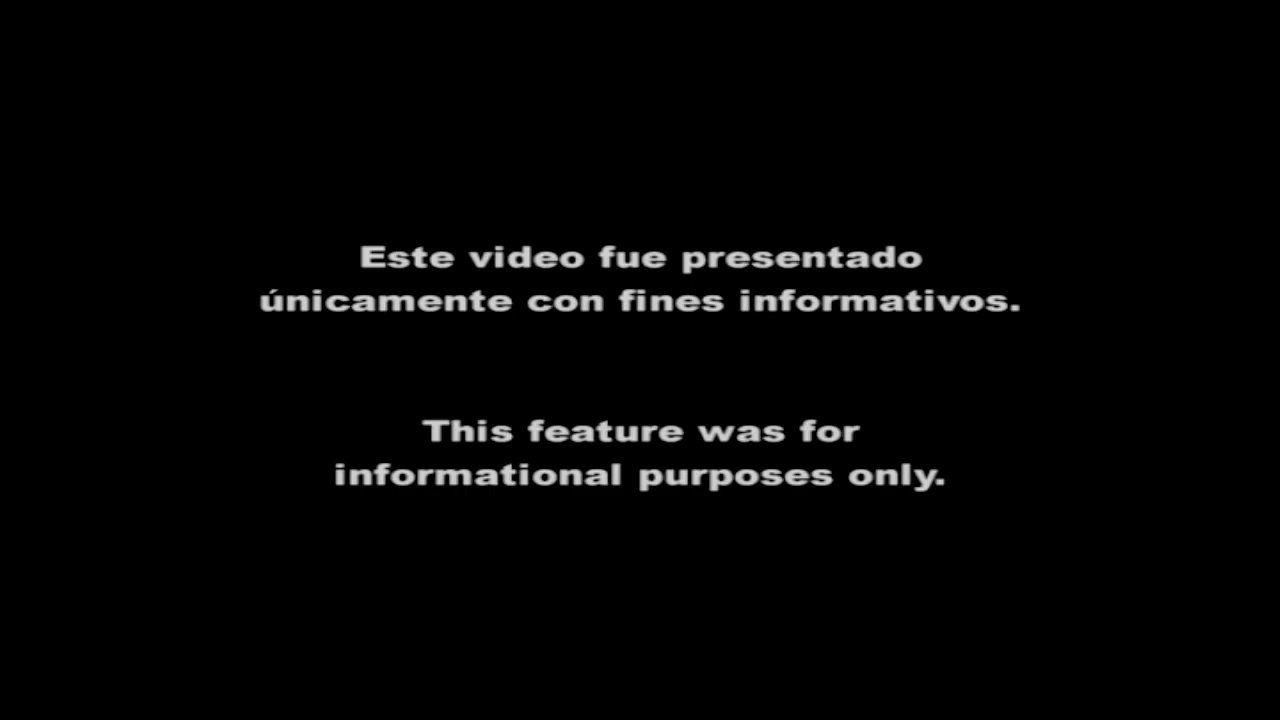 Este video fue presentado
únicamente con fines informativos.
This feature was for
informational purposes only.